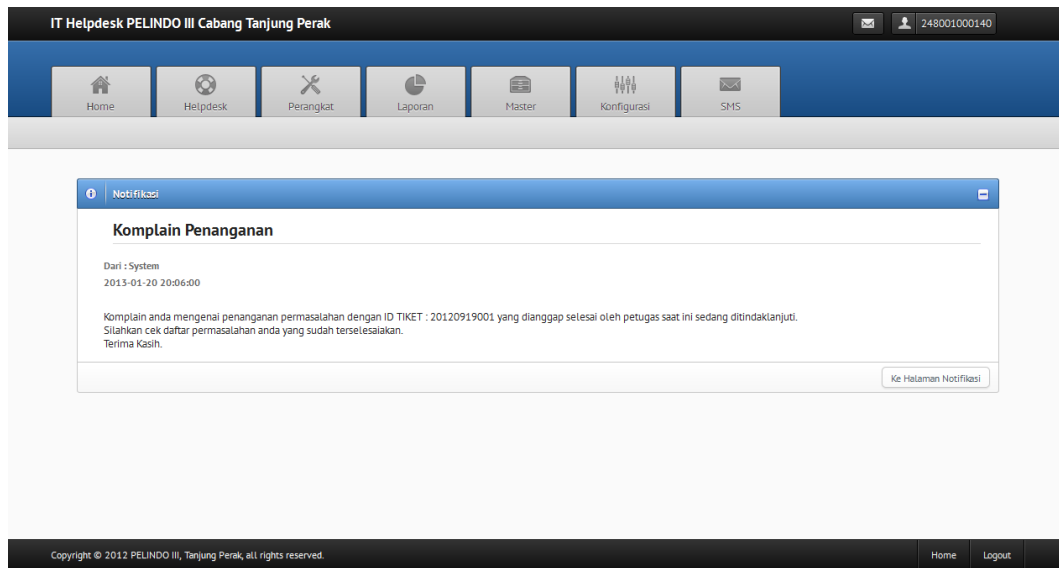 IT Helpdesk PELINDO III Cabang Tanjung Perak
248001000140
Home
Helpdesk
Perangkat
Laporan
Master
Konfigurasi
SMS
Notifikasi
Komplain Penanganan
Dari : System
2013-01-20 20:06:00
Komplain anda mengenai penanganan permasalahan dengan ID TIKET : 20120919001 yang dianggap selesai oleh petugas saat ini sedang ditindaklanjuti.
Silahkan cek daftar permasalahan anda yang sudah terselesaiakan.
Terima Kasih.
Ke Halaman Notifikasi
Copyright © 2012 PELINDO III, Tanjung Perak, all rights reserved.
Home
Logout